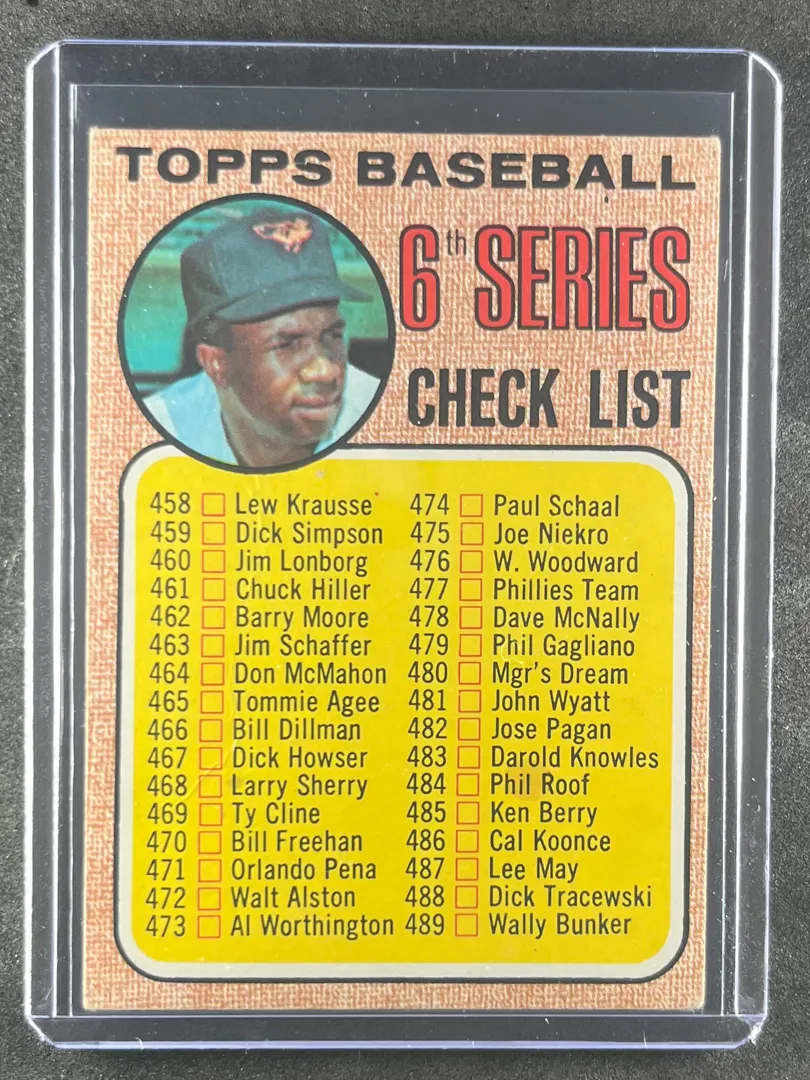 TOPPS BASEBALL
6th SERIES
CHECK LIST
458 Lew Krausse
459 Dick Simpson
460 Jim Lonborg
461 Chuck Hiller
462 Barry Moore
463 Jim Schaffer
464 Don McMahon
465 Tommie Agee
466 Bill Dillman
467 Dick Howser
468 Larry Sherry
469 Ty Cline
470 Bill Freehan
471 Orlando Pena
472 Walt Alston
473 Al Worthington
474 Paul Schaal
475 Joe Niekro
476 W. Woodward
477 Phillies Team
478 Dave McNally
479 Phil Gagliano
480 Mgr's Dream
481 John Wyatt
482 Jose Pagan
483 Darold Knowles
484 Phil Roof
485 Ken Berry
486 Cal Koonce
487 Lee May
488 Dick Tracewski
489 Wally Bunker